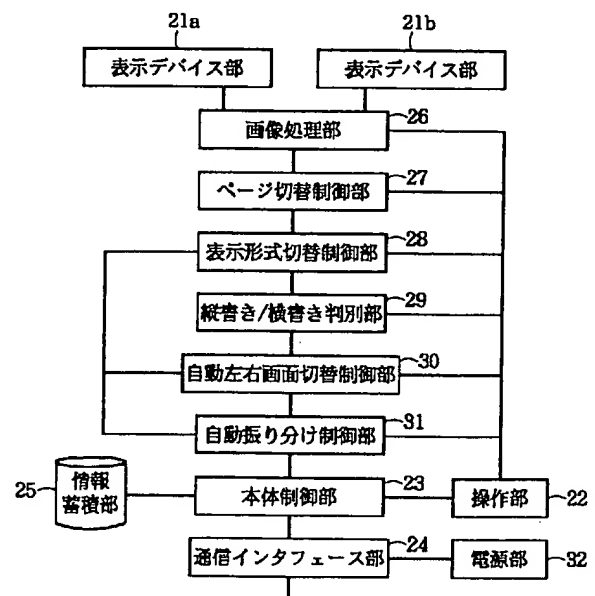 21a
21b
表示デバイス部
表示デバイス部
画像処理部
26
ページ切替制御部
27
表示形式切替制御部
28
縦書き/横書き判別部
29
自動左右画面切替制御部
30
自動振り分け制御部
31
25
情報
蓄積部
本体制御部
23
操作部
22
通信インタフェース部
24
電源部
32